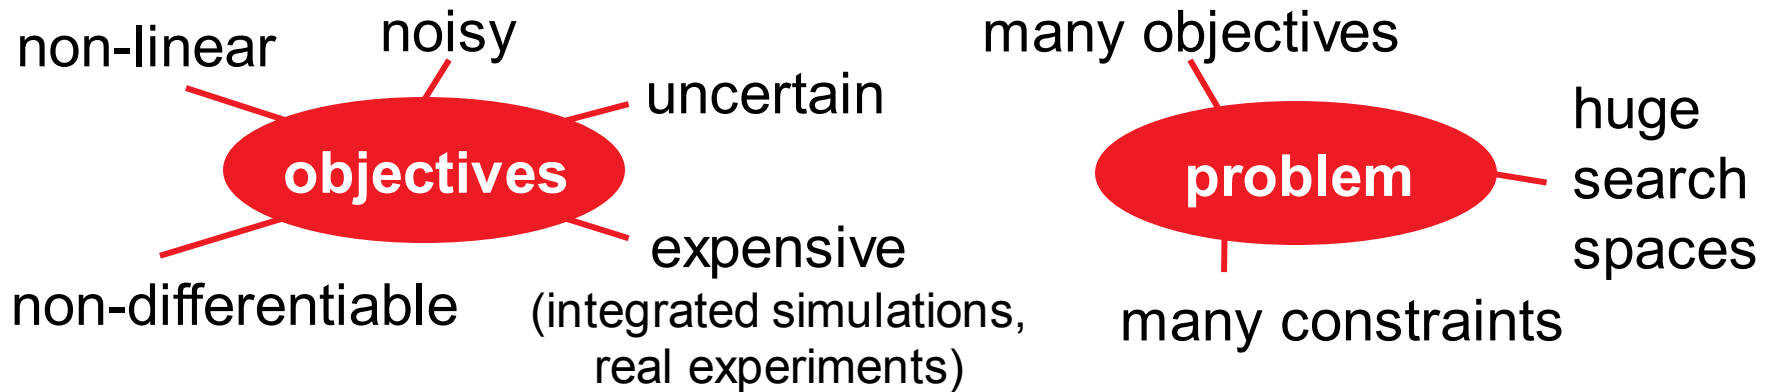 non-linear
noisy
uncertain
objectives
non-differentiable
expensive
(integrated simulations,
real experiments)
many objectives
problem
huge
search
spaces
many constraints